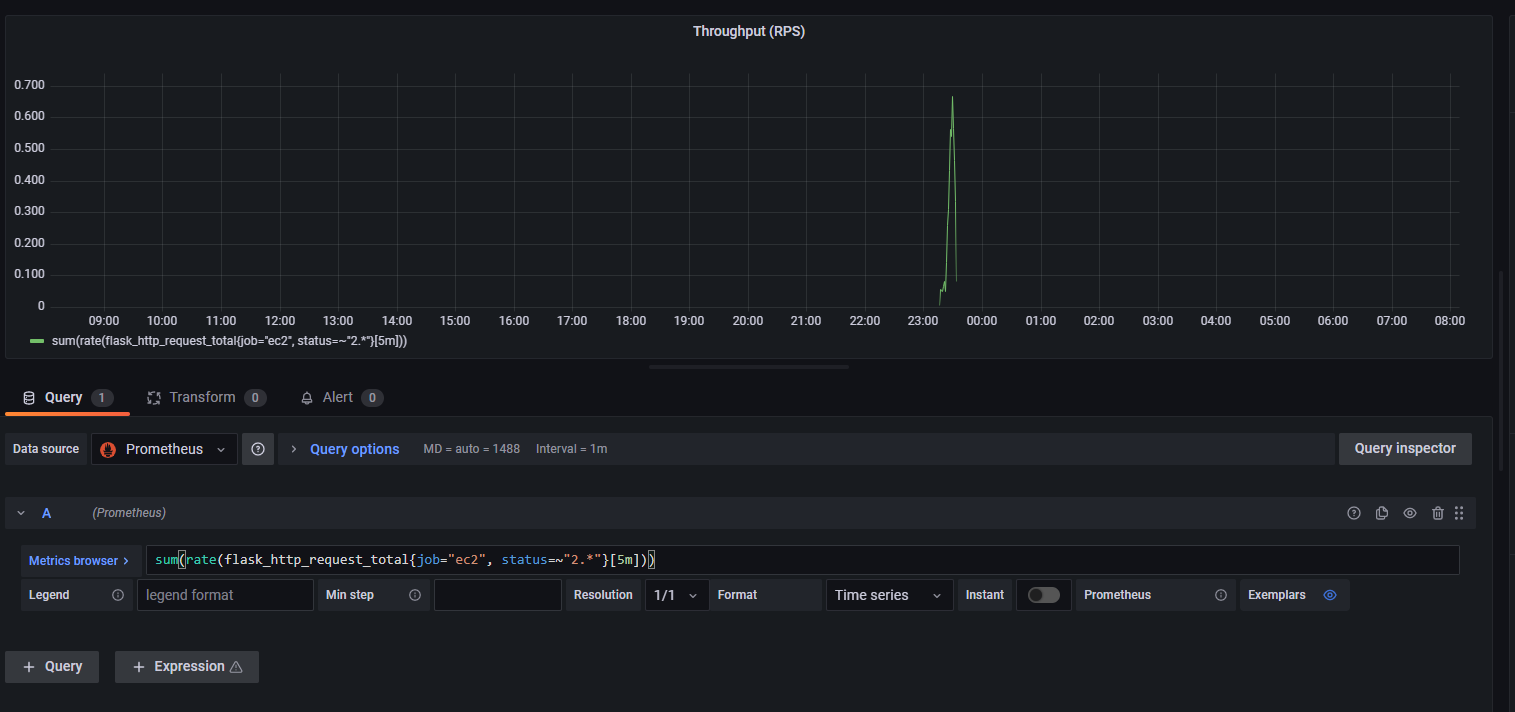 Throughput (RPS)
0.700
0.600
0.500
0.400
0.300
0.200
0.100
0
09:00 10:00 11:00 12:00 13:00 14:00 15:00 16:00 17:00 18:00 19:00 20:00 21:00 22:00 23:00 00:00 01:00 02:00 03:00 04:00 05:00 06:00 07:00 08:00
sum(rate(flask_http_request_total{job="ec2", status=~"2.*"}[5m]))
Query 1 Transform 0 Alert 0
Data source Prometheus Query options MD = auto = 1488 Interval = 1m Query inspector
A (Prometheus)
Metrics browser sum(rate(flask_http_request_total{job="ec2", status=~"2.*"}[5m]))
Legend legend format Min step Resolution 1/1 Format Time series Instant Prometheus Exemplars
+ Query + Expression